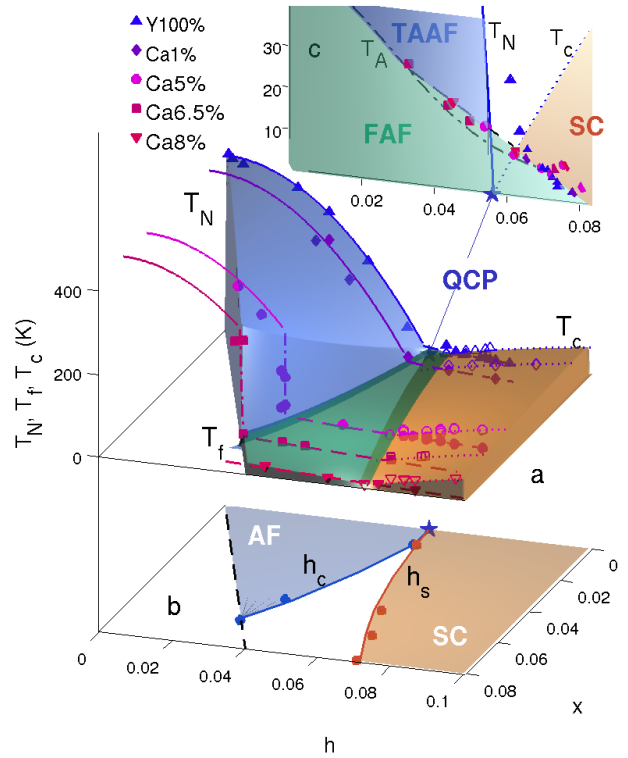 Y100%
Ca1%
Ca5%
Ca6.5%
Ca8%
30
20
10
c
T_A
TAAF
T_N
T_c
FAF
SC
0.02
0.04
0.06
0.08
T_N
QCP
T_c
400
200
0
T_N, T_f, T_c (K)
T_f
a
AF
h_c
h_s
b
SC
0
0.02
0.04
0.06
0.08
0.1
h
0
0.02
0.04
0.06
0.08
x